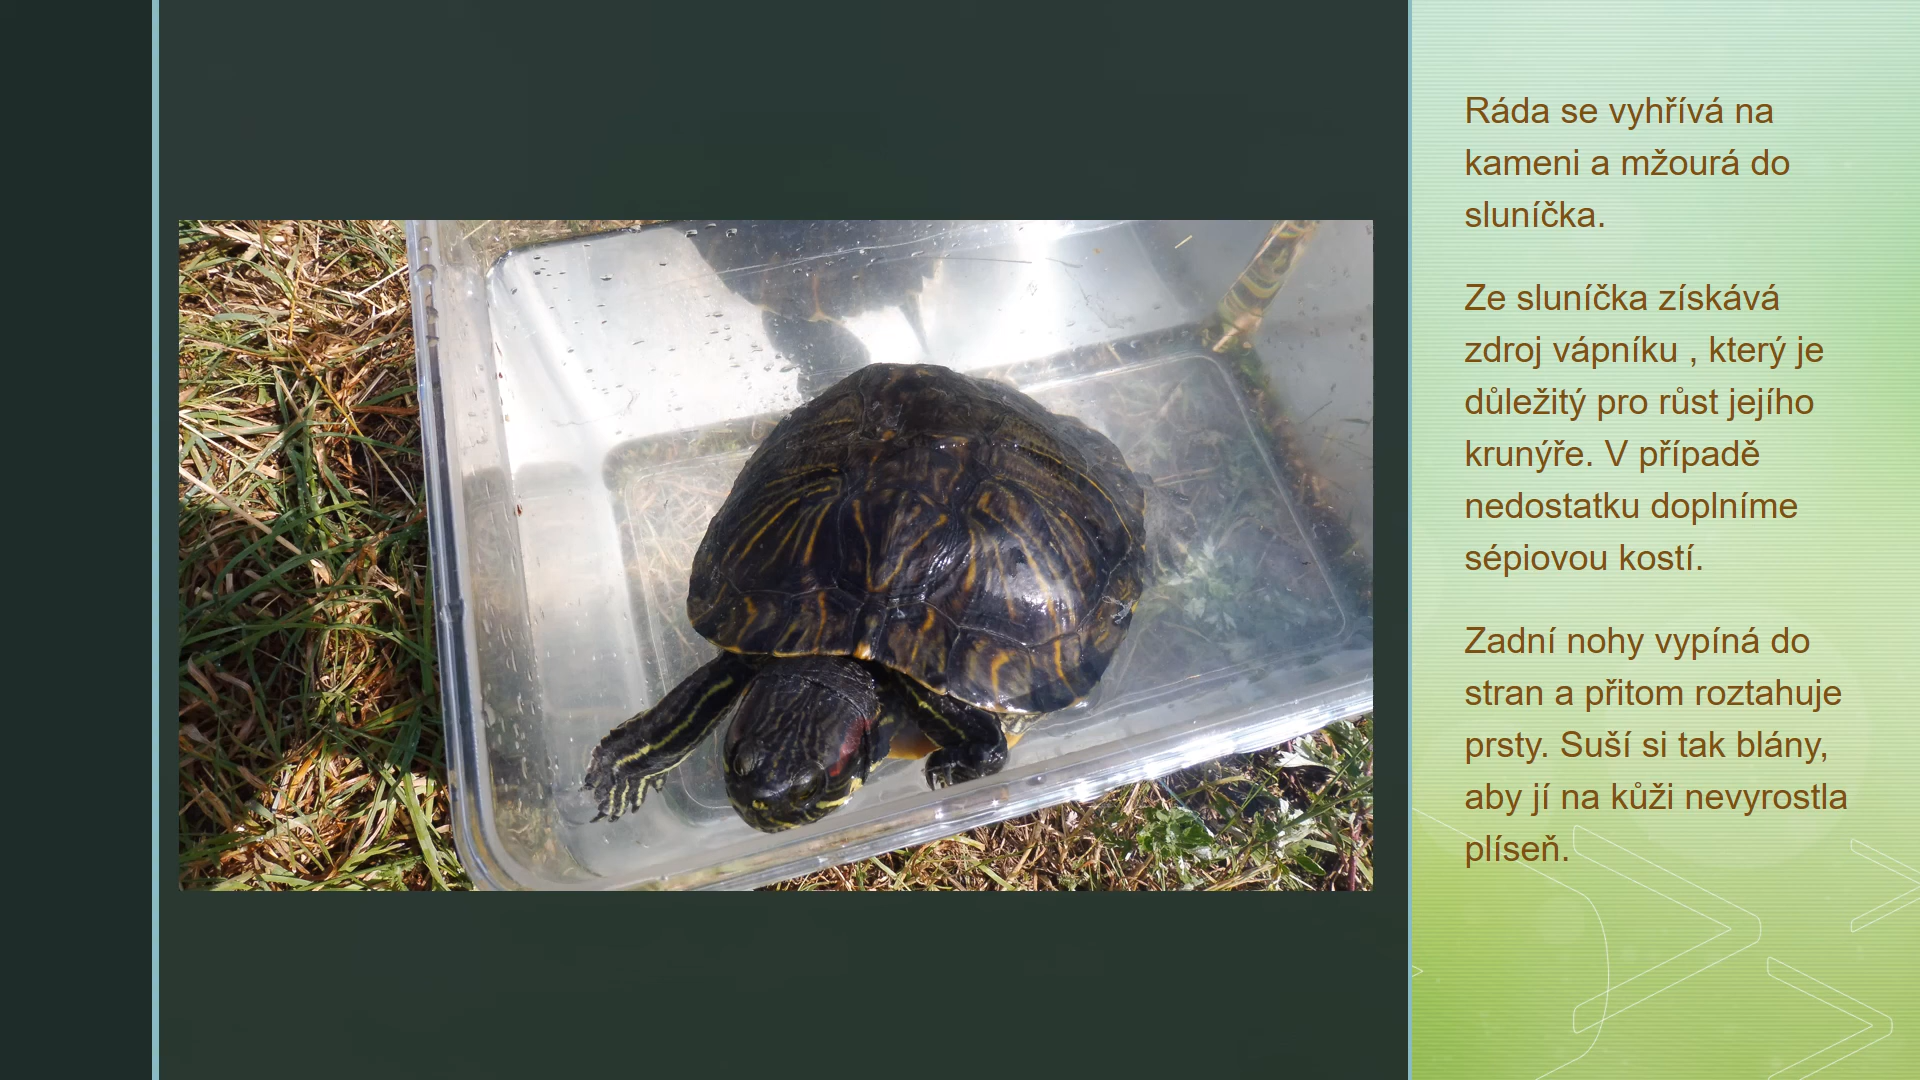 Ráda se vyhřívá na
kameni a mžourá do
sluníčka.
Ze sluníčka získává
zdroj vápníku , který je
důležitý pro růst jejího
krunýře. V případě
nedostatku doplníme
sépiovou kostí.
Zadní nohy vypíná do
stran a přitom roztahuje
prsty. Suší si tak blány,
aby jí na kůži nevyrostla
plíseň.